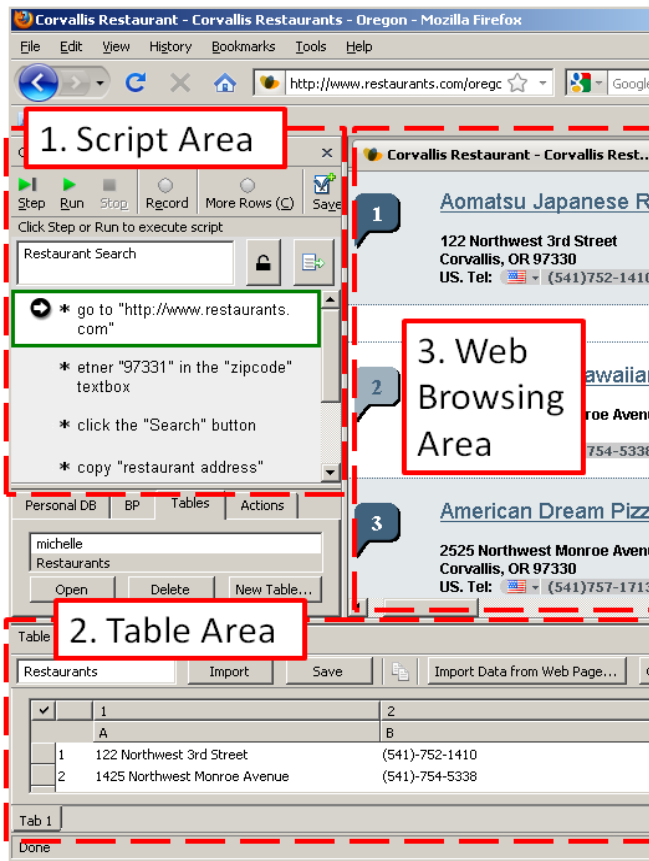 Corvallis Restaurant - Corvallis Restaurants - Oregon - Mozilla Firefox
File Edit View History Bookmarks Tools Help
http://www.restaurants.com/oregc
Google
1. Script Area
Step Run Stop Record More Rows (C) Save
Click Step or Run to execute script
Restaurant Search
* go to "http://www.restaurants.
com"
* etner "97331" in the "zipcode"
textbox
* click the "Search" button
* copy "restaurant address"
Personal DB BP Tables Actions
michelle
Restaurants
Open Delete New Table...
Corvallis Restaurant - Corvallis Rest...
1
Aomatsu Japanese R
122 Northwest 3rd Street
Corvallis, OR 97330
US. Tel: (541)752-1410
3. Web
Browsing
Area
2
awaiian
roe Avenu
754-5338
3
American Dream Pizz
2525 Northwest Monroe Avenu
Corvallis, OR 97330
US. Tel: (541)757-1713
2. Table Area
Table
Restaurants Import Save Import Data from Web Page...
1 2
A B
1 122 Northwest 3rd Street (541)-752-1410
2 1425 Northwest Monroe Avenue (541)-754-5338
Tab 1
Done